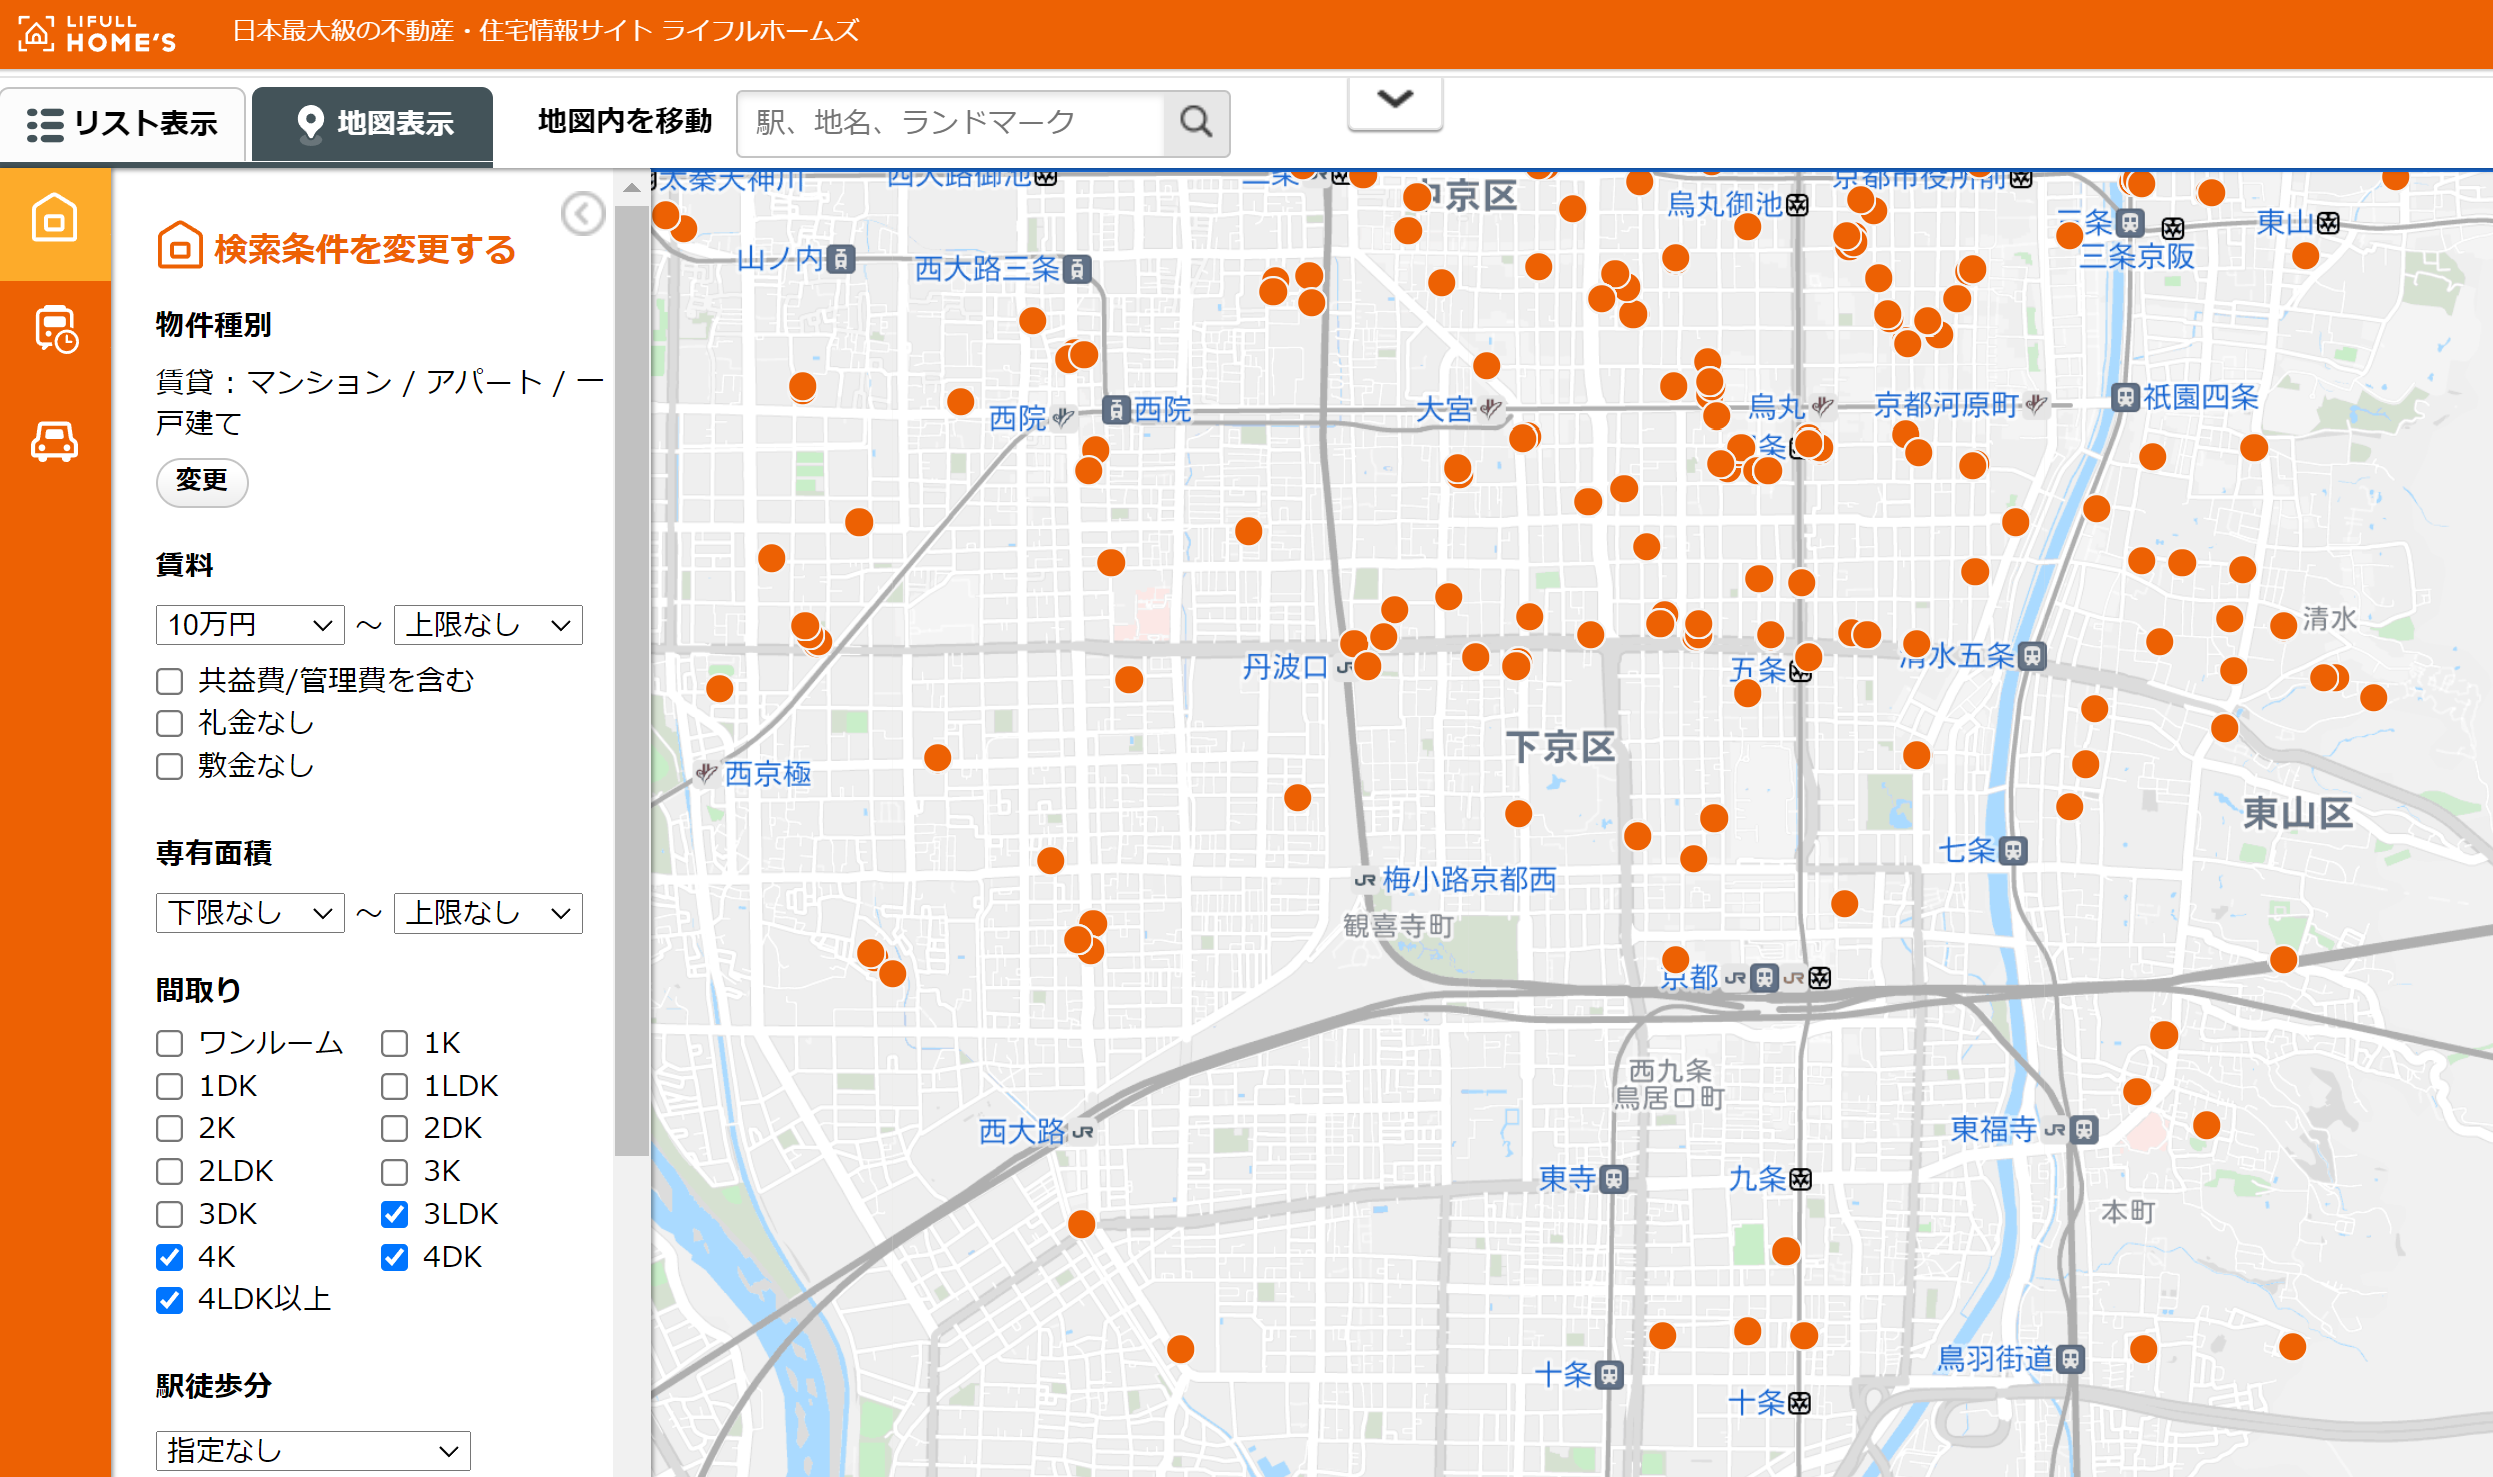 LIFULL
HOME'S
日本最大級の不動産・住宅情報サイト ライフルホームズ
リスト表示
地図表示
地図内を移動
駅、地名、ランドマーク
検索条件を変更する
物件種別
賃貸：マンション / アパート / 一
戸建て
変更
賃料
10万円 ～ 上限なし
共益費/管理費を含む
礼金なし
敷金なし
専有面積
下限なし ～ 上限なし
間取り
ワンルーム 1K
1DK 1LDK
2K 2DK
2LDK 3K
3DK 3LDK
4K 4DK
4LDK以上
駅徒歩分
指定なし
太秦天神川
西大路御池
二条
中京区
烏丸御池
京都市役所前
三条
三条京阪
東山
山ノ内
西大路三条
西院
西院
大宮
烏丸
京都河原町
祇園四条
条
清水
丹波口
五条
清水五条
下京区
西京極
東山区
七条
梅小路京都西
観喜寺町
京都
JR
JR
西九条
鳥居口町
西大路 JR
東福寺 JR
東寺
九条
本町
鳥羽街道
十条
十条